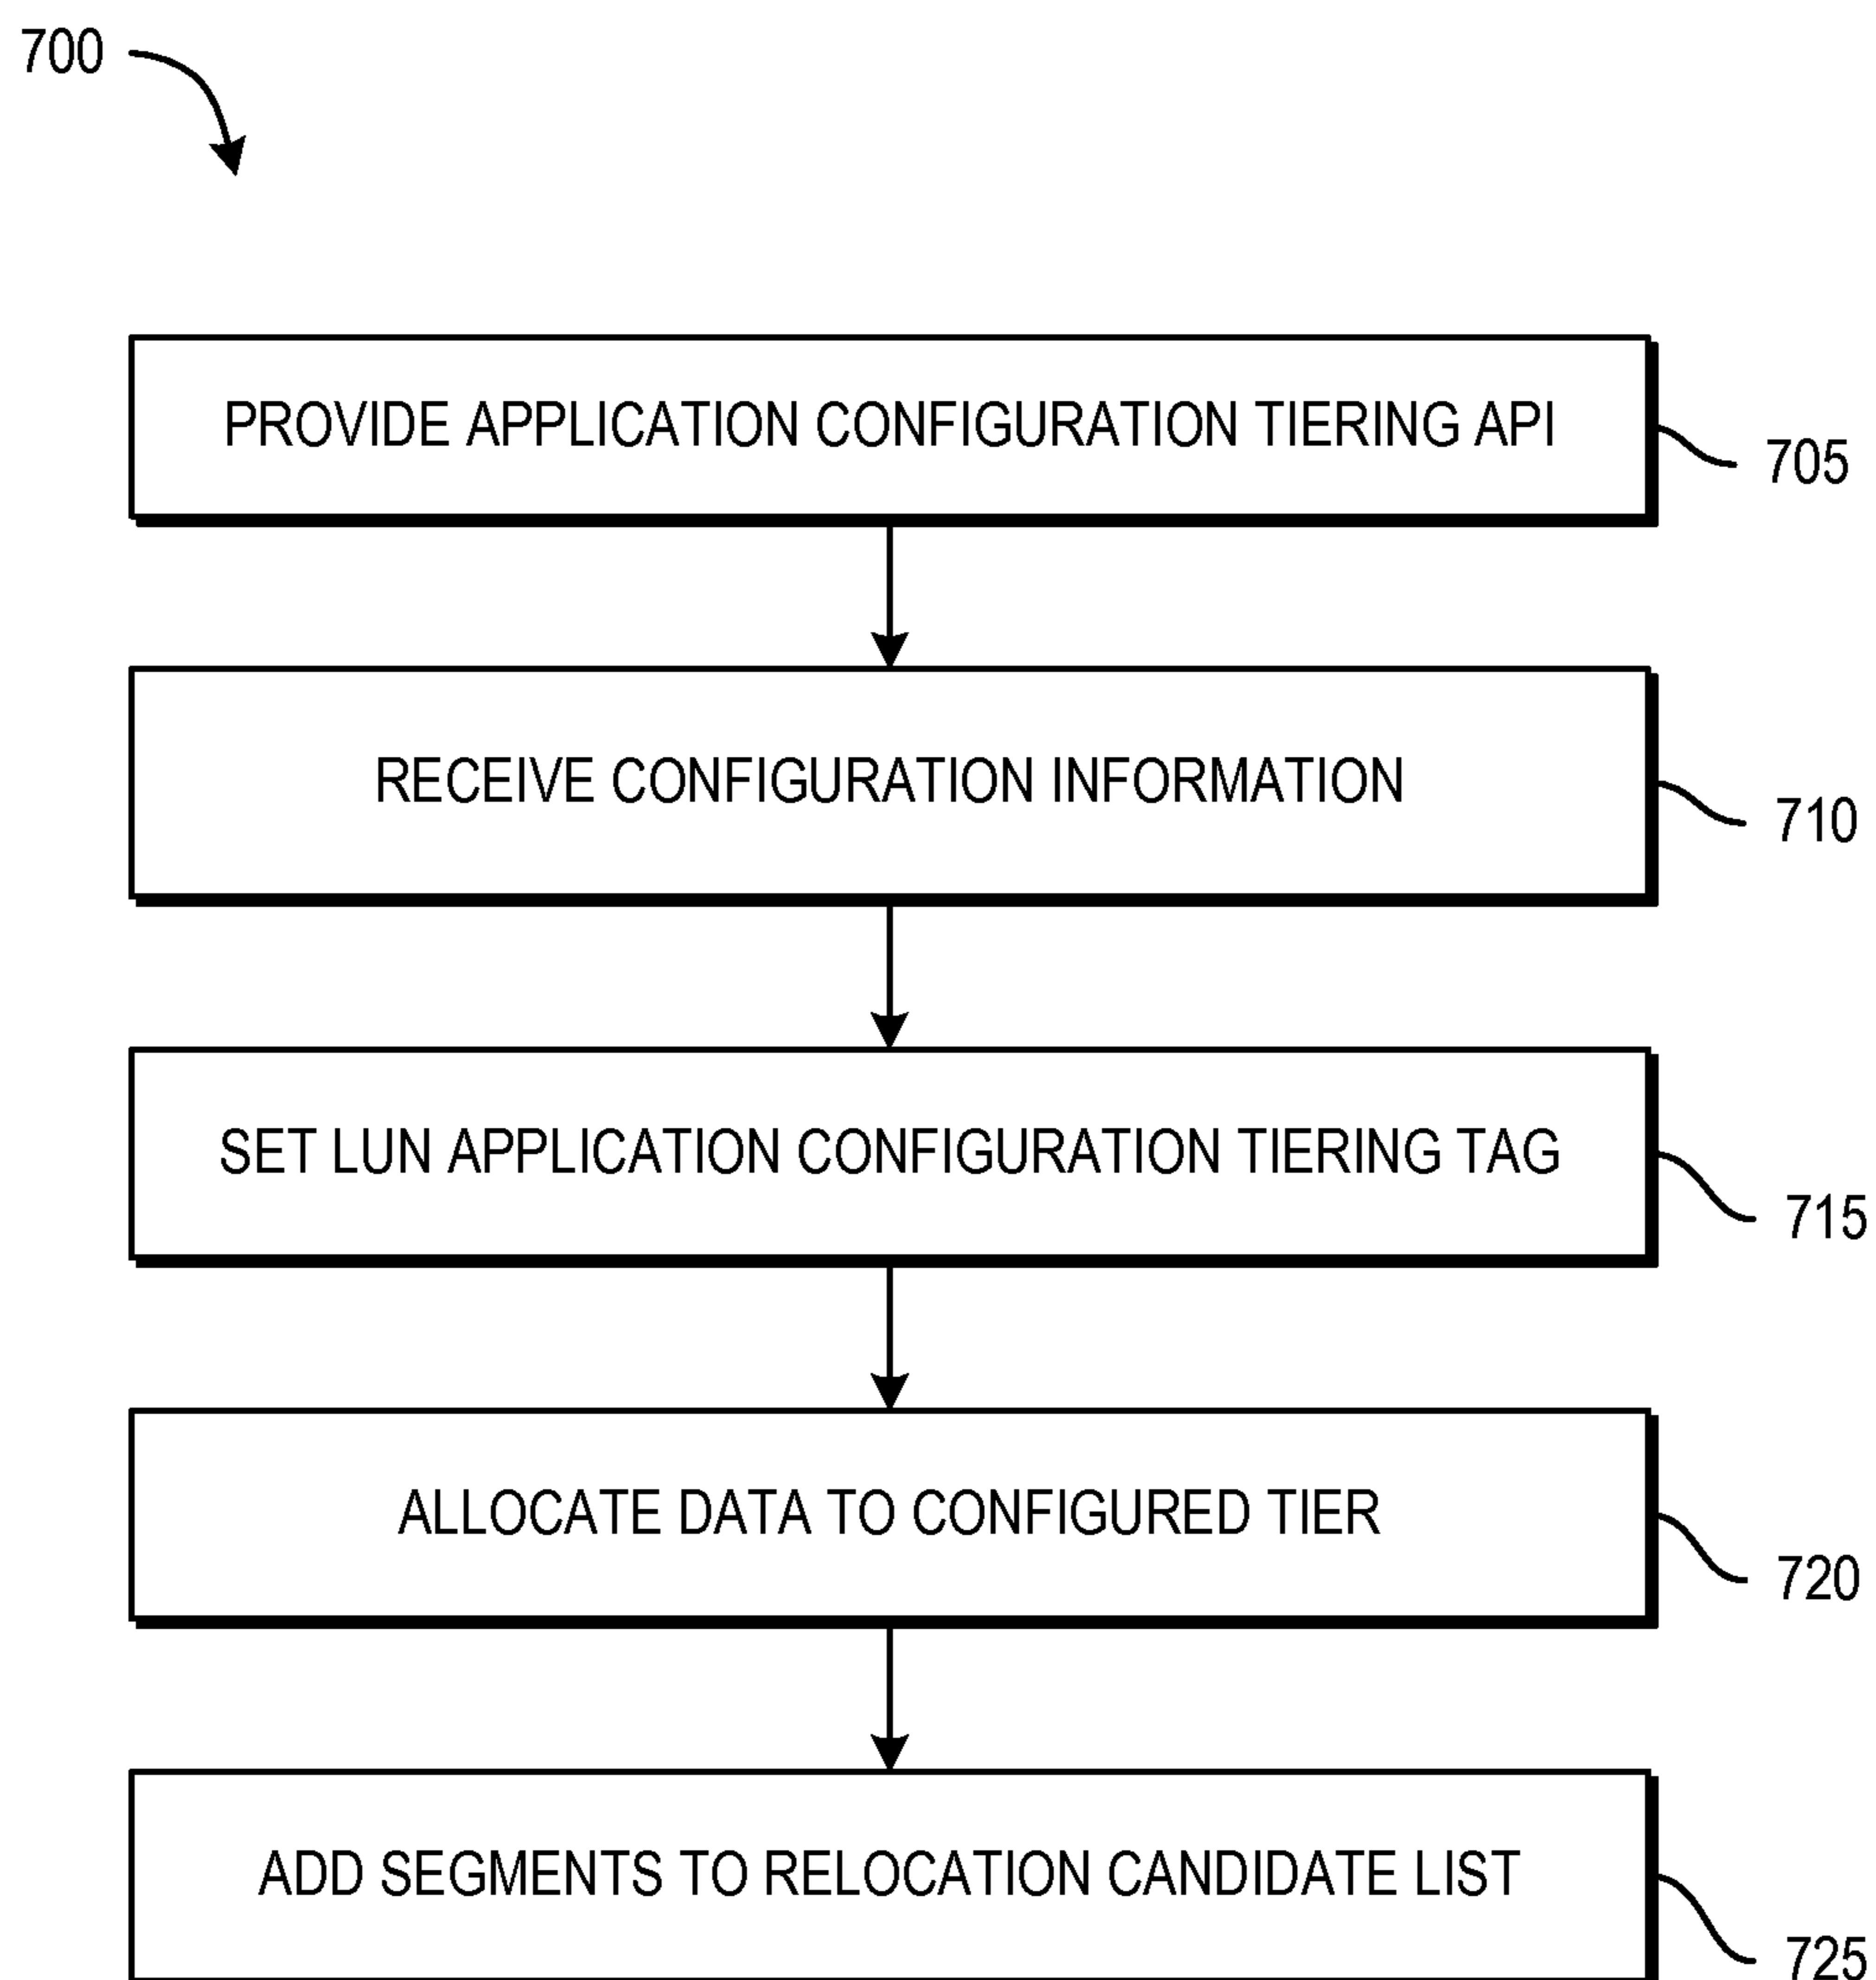 700
PROVIDE APPLICATION CONFIGURATION TIERING API
705
RECEIVE CONFIGURATION INFORMATION
710
SET LUN APPLICATION CONFIGURATION TIERING TAG
715
ALLOCATE DATA TO CONFIGURED TIER
720
ADD SEGMENTS TO RELOCATION CANDIDATE LIST
725